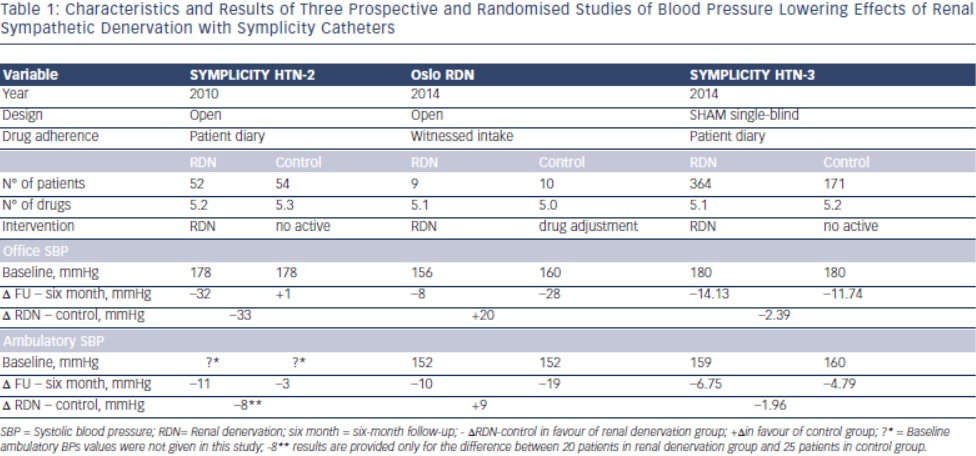 Table 1: Characteristics and Results of Three Prospective and Randomised Studies of Blood Pressure Lowering Effects of Renal
Sympathetic Denervation with Symplicity Catheters
Variable SYMPLICITY HTN-2 Oslo RDN SYMPLICITY HTN-3
Year 2010 2014 2014
Design Open Open SHAM single-blind
Drug adherence Patient diary Witnessed intake Patient diary
RDN Control RDN Control RDN Control
N° of patients 52 54 9 10 364 171
N° of drugs 5.2 5.3 5.1 5.0 5.1 5.2
Intervention RDN no active RDN drug adjustment RDN no active
Office SBP
Baseline, mmHg 178 178 156 160 180 180
Δ FU – six month, mmHg –32 +1 –8 –28 –14.13 –11.74
Δ RDN – control, mmHg –33 +20 –2.39
Ambulatory SBP
Baseline, mmHg ?* ?* 152 152 159 160
Δ FU – six month, mmHg –11 –3 –10 –19 –6.75 –4.79
Δ RDN – control, mmHg –8** +9 –1.96
SBP = Systolic blood pressure; RDN= Renal denervation; six month = six-month follow-up; - ΔRDN-control in favour of renal denervation group; +Δin favour of control group; ?* = Baseline
ambulatory BPs values were not given in this study; -8** results are provided only for the difference between 20 patients in renal denervation group and 25 patients in control group.